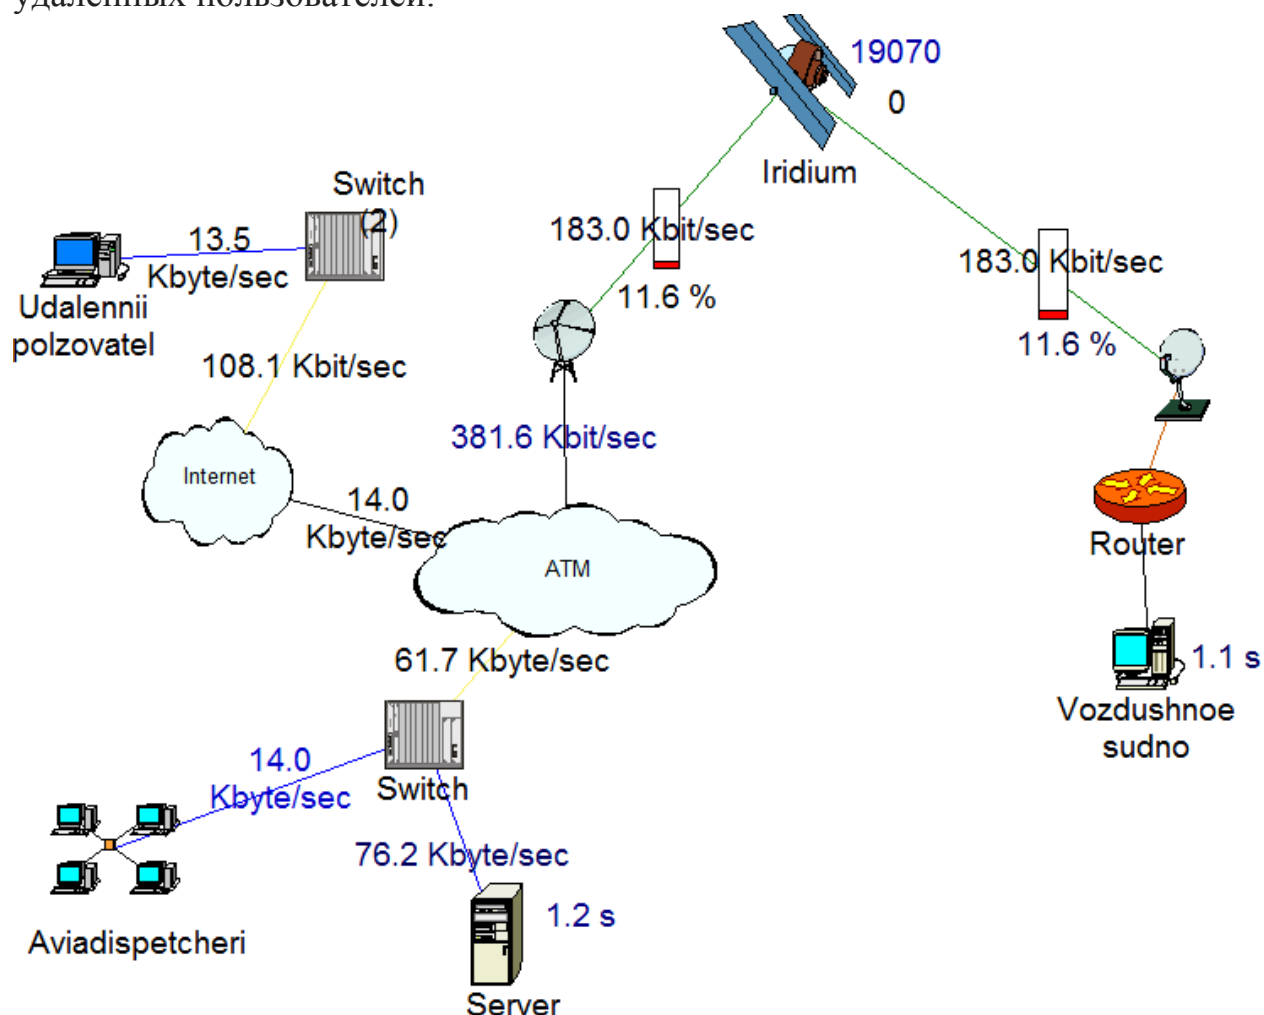 удаленных пользователей.
19070
0
Iridium
Switch
(2)
183.0 Kbit/sec
13.5
Kbyte/sec
183.0 Kbit/sec
11.6 %
Udalennii
polzovatel
11.6 %
108.1 Kbit/sec
381.6 Kbit/sec
Internet
14.0
Kbyte/sec
Router
ATM
61.7 Kbyte/sec
1.1 s
Vozdushnoe
sudno
14.0
Kbyte/sec
Switch
76.2 Kbyte/sec
1.2 s
Aviadispetcheri
Server